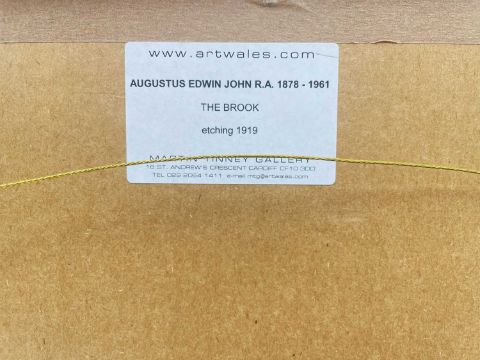 www.artwales.com
AUGUSTUS EDWIN JOHN R.A. 1878 - 1961
THE BROOK
etching 1919
MARTIN TINNEY GALLERY
18 ST. ANDREW'S CRESCENT CARDIFF CF10 3DD
TEL 029 2064 1411 e-mail mtg@artwales.com